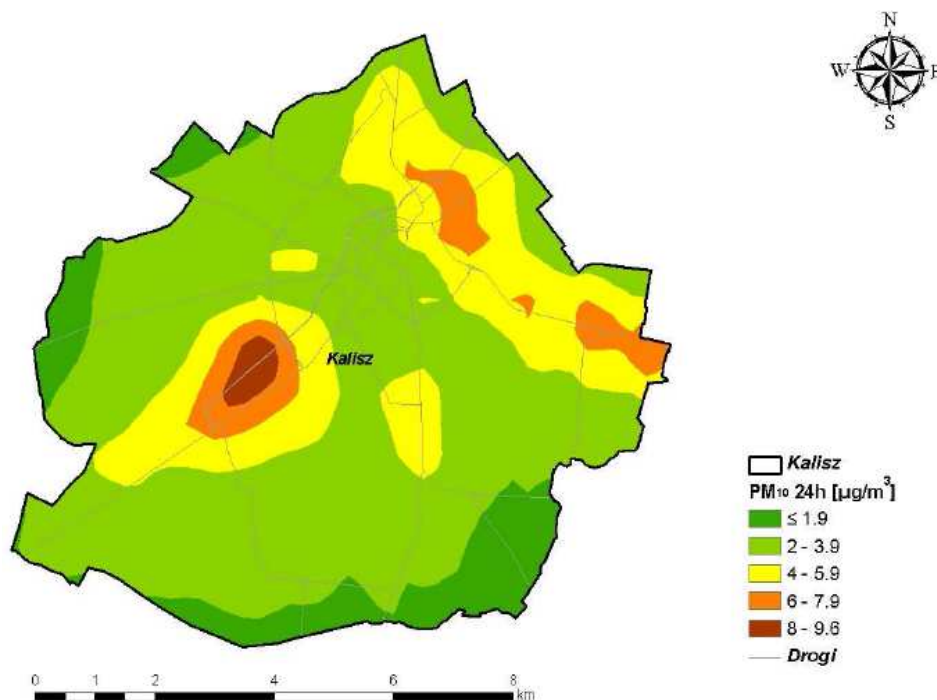 N
W E
S
Kalisz
Kalisz
PM10 24h [µg/m³]
≤ 1.9
2 - 3.9
4 - 5.9
6 - 7.9
8 - 9.6
Drogi
0 1 2 4 6 8
km